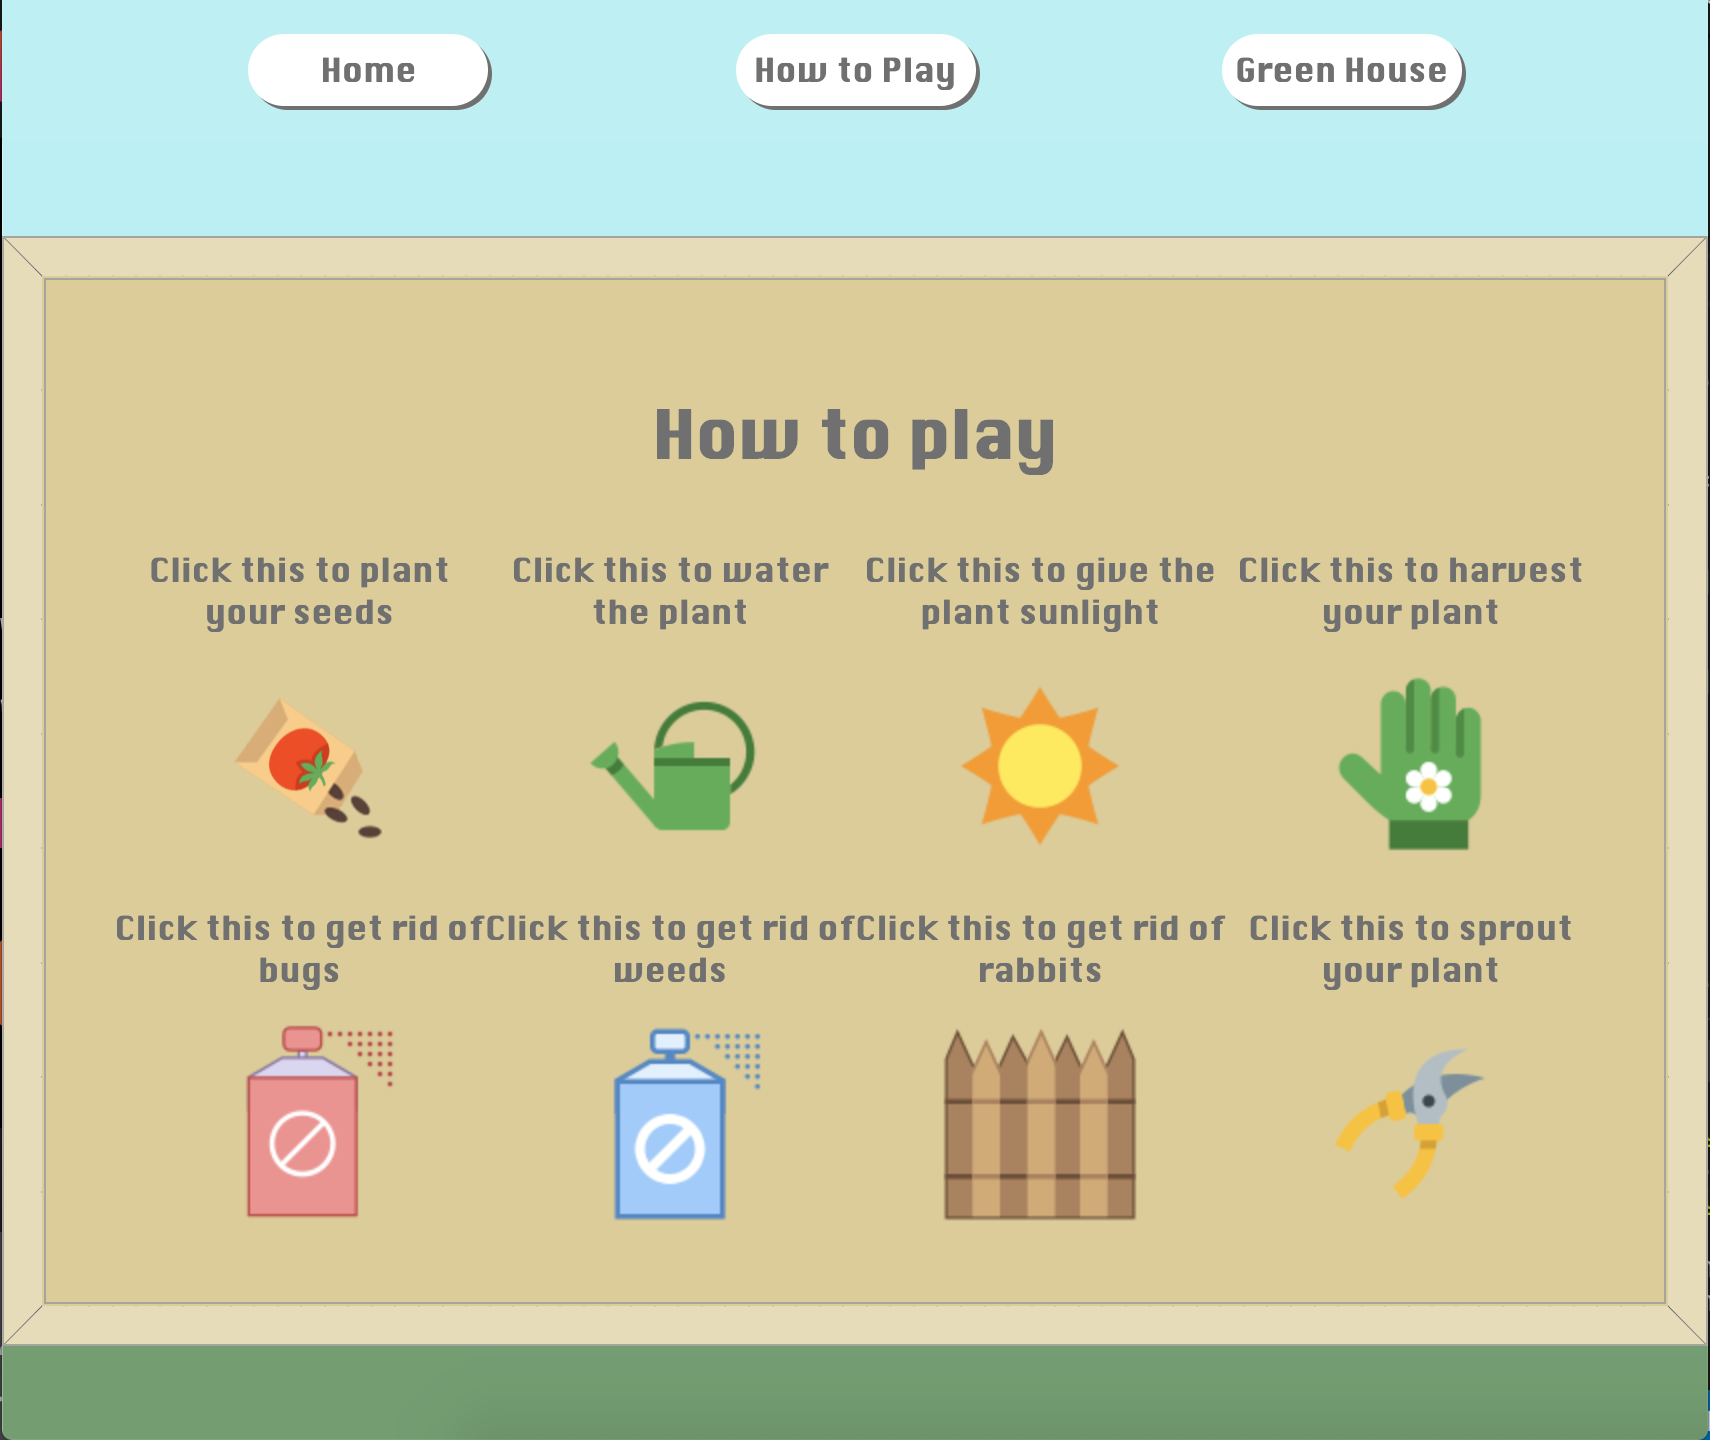 Home
How to Play
Green House
How to play
Click this to plant
your seeds
Click this to water
the plant
Click this to give the
plant sunlight
Click this to harvest
your plant
Click this to get rid of
bugs
Click this to get rid of
weeds
Click this to get rid of
rabbits
Click this to sprout
your plant